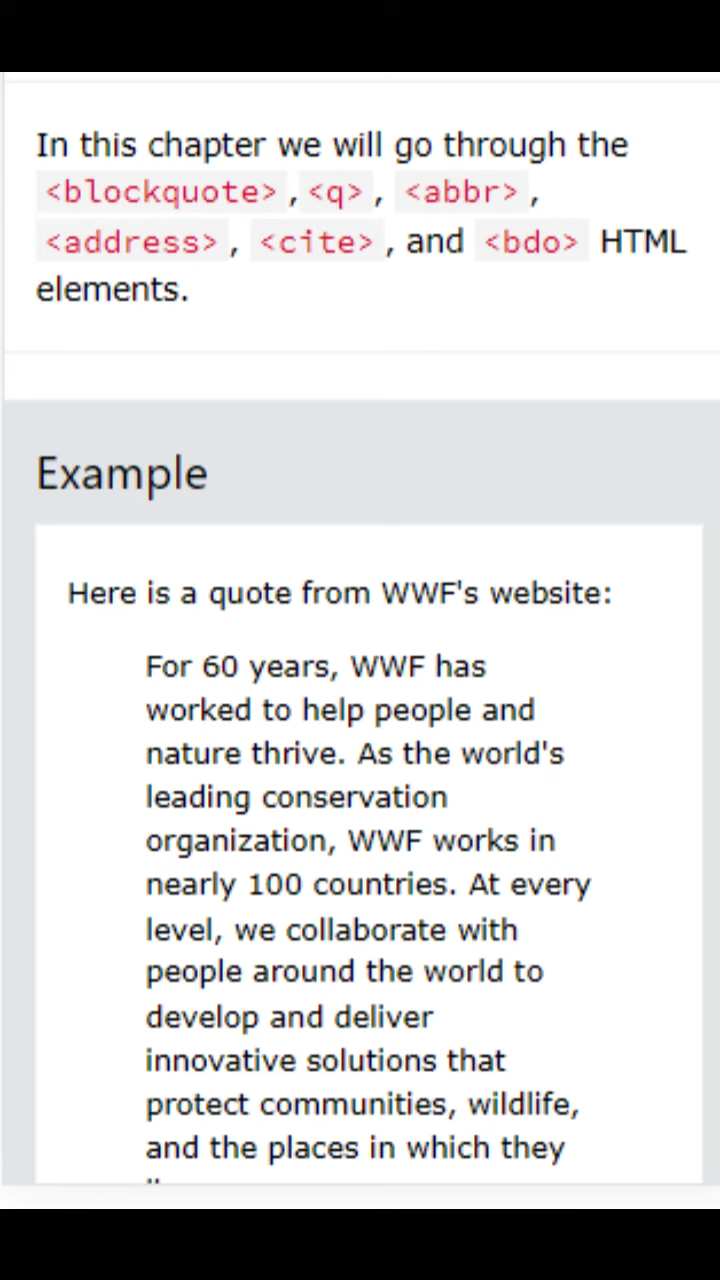 In this chapter we will go through the
<blockquote>, <q>, <abbr>,
<address>, <cite>, and <bdo> HTML
elements.
Example
Here is a quote from WWF's website:
For 60 years, WWF has
worked to help people and
nature thrive. As the world's
leading conservation
organization, WWF works in
nearly 100 countries. At every
level, we collaborate with
people around the world to
develop and deliver
innovative solutions that
protect communities, wildlife,
and the places in which they